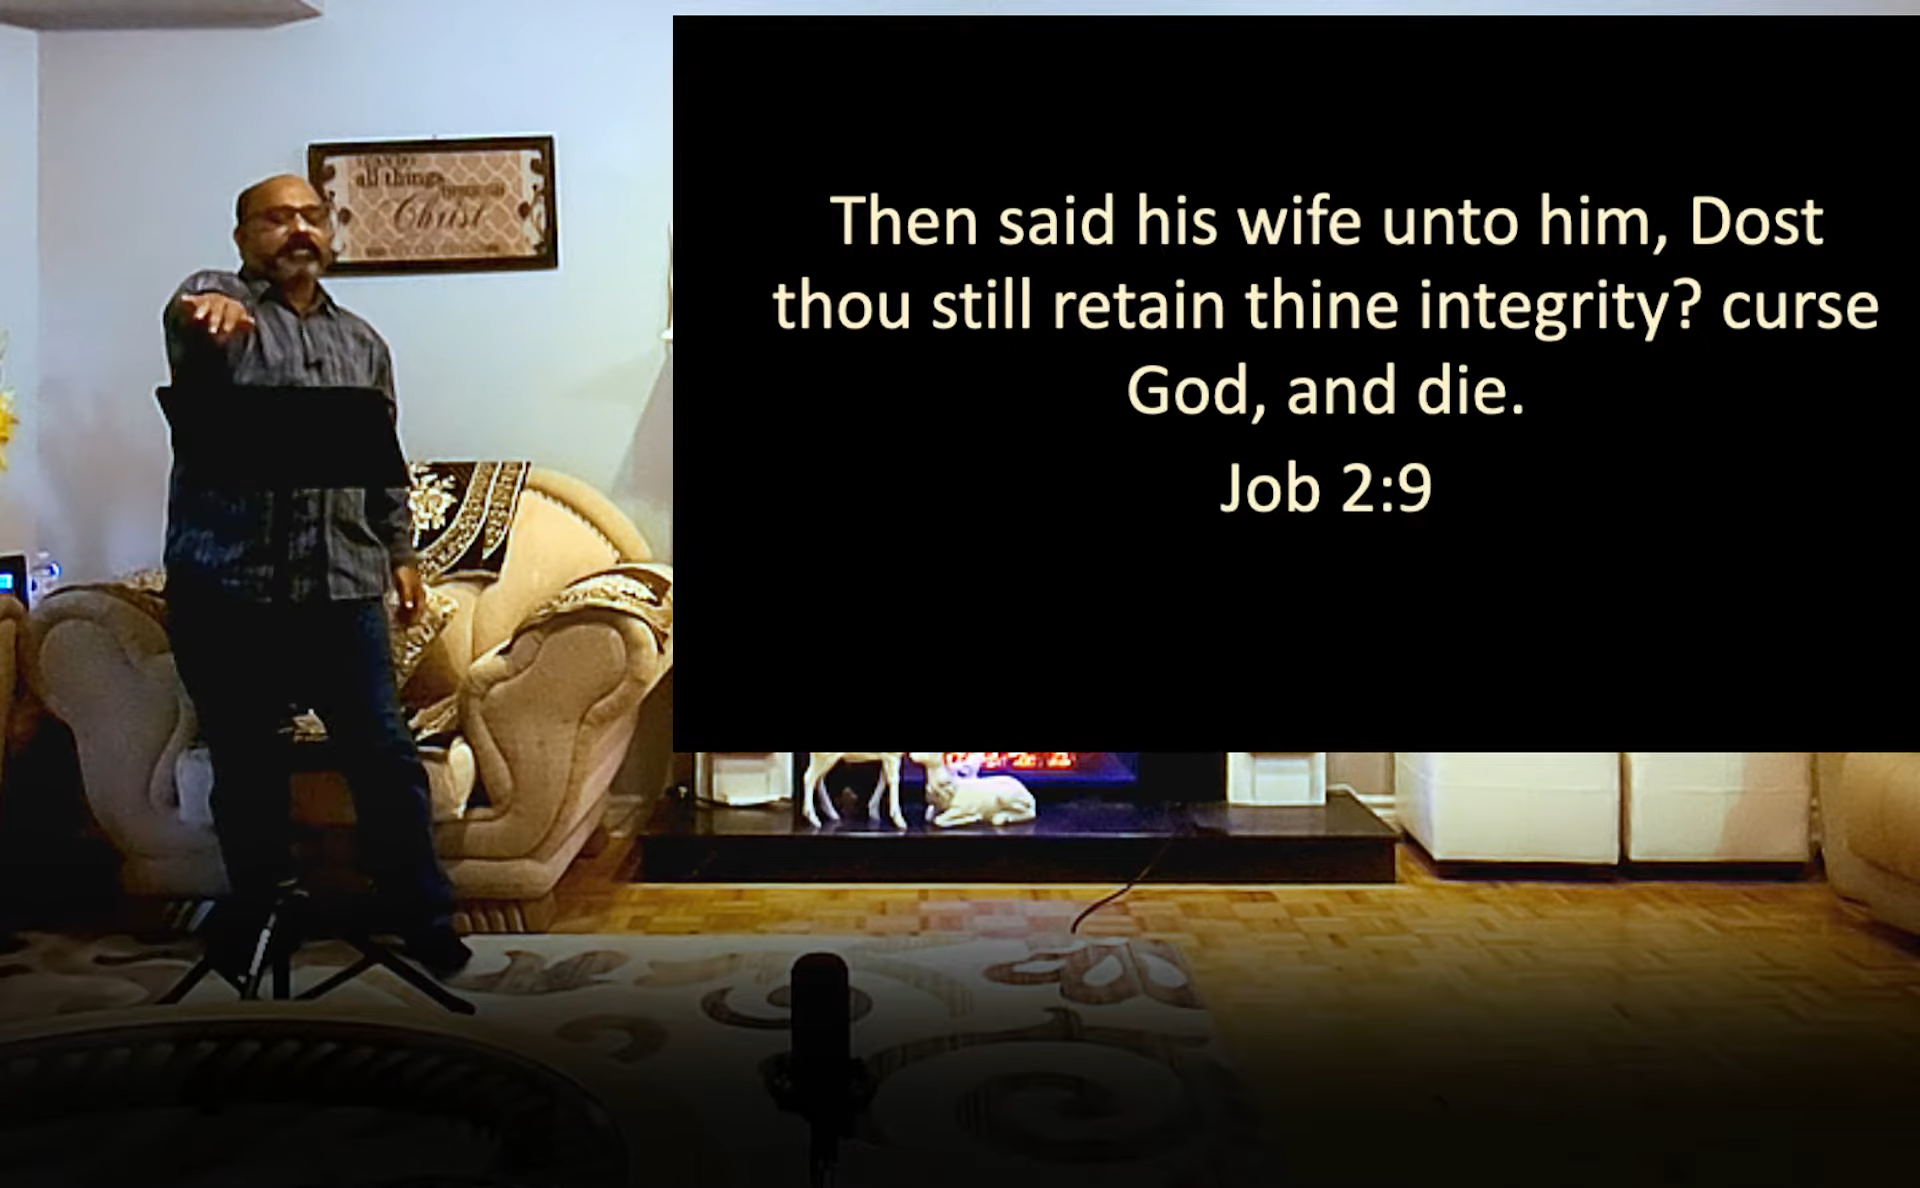 all things
Christ
Then said his wife unto him, Dost
thou still retain thine integrity? curse
God, and die.
Job 2:9